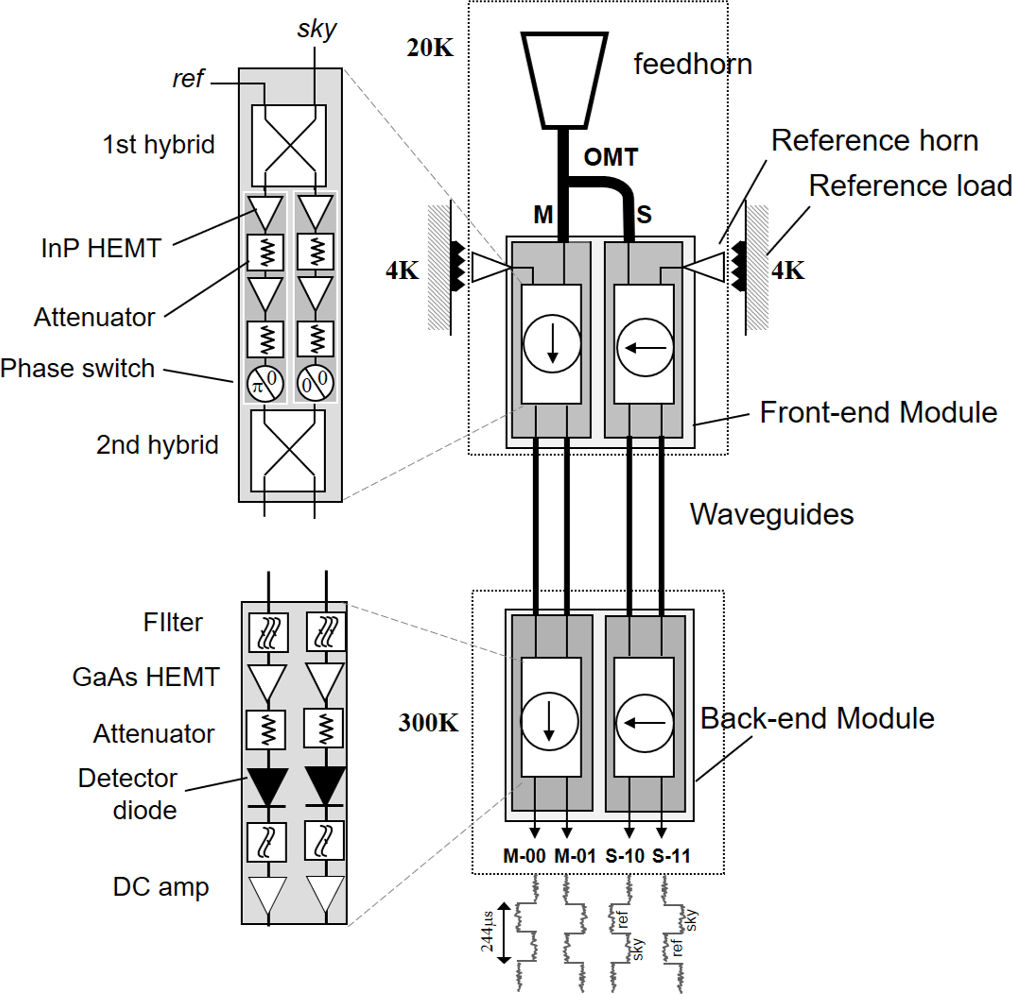 sky
ref
1st hybrid
InP HEMT
Attenuator
Phase switch
π 0
0 0
2nd hybrid
20K
feedhorn
OMT
M
S
Reference horn
Reference load
4K
4K
Front-end Module
Waveguides
FIlter
GaAs HEMT
Attenuator
Detector
diode
DC amp
300K
Back-end Module
M-00 M-01 S-10 S-11
244μs
ref
sky
sky
ref